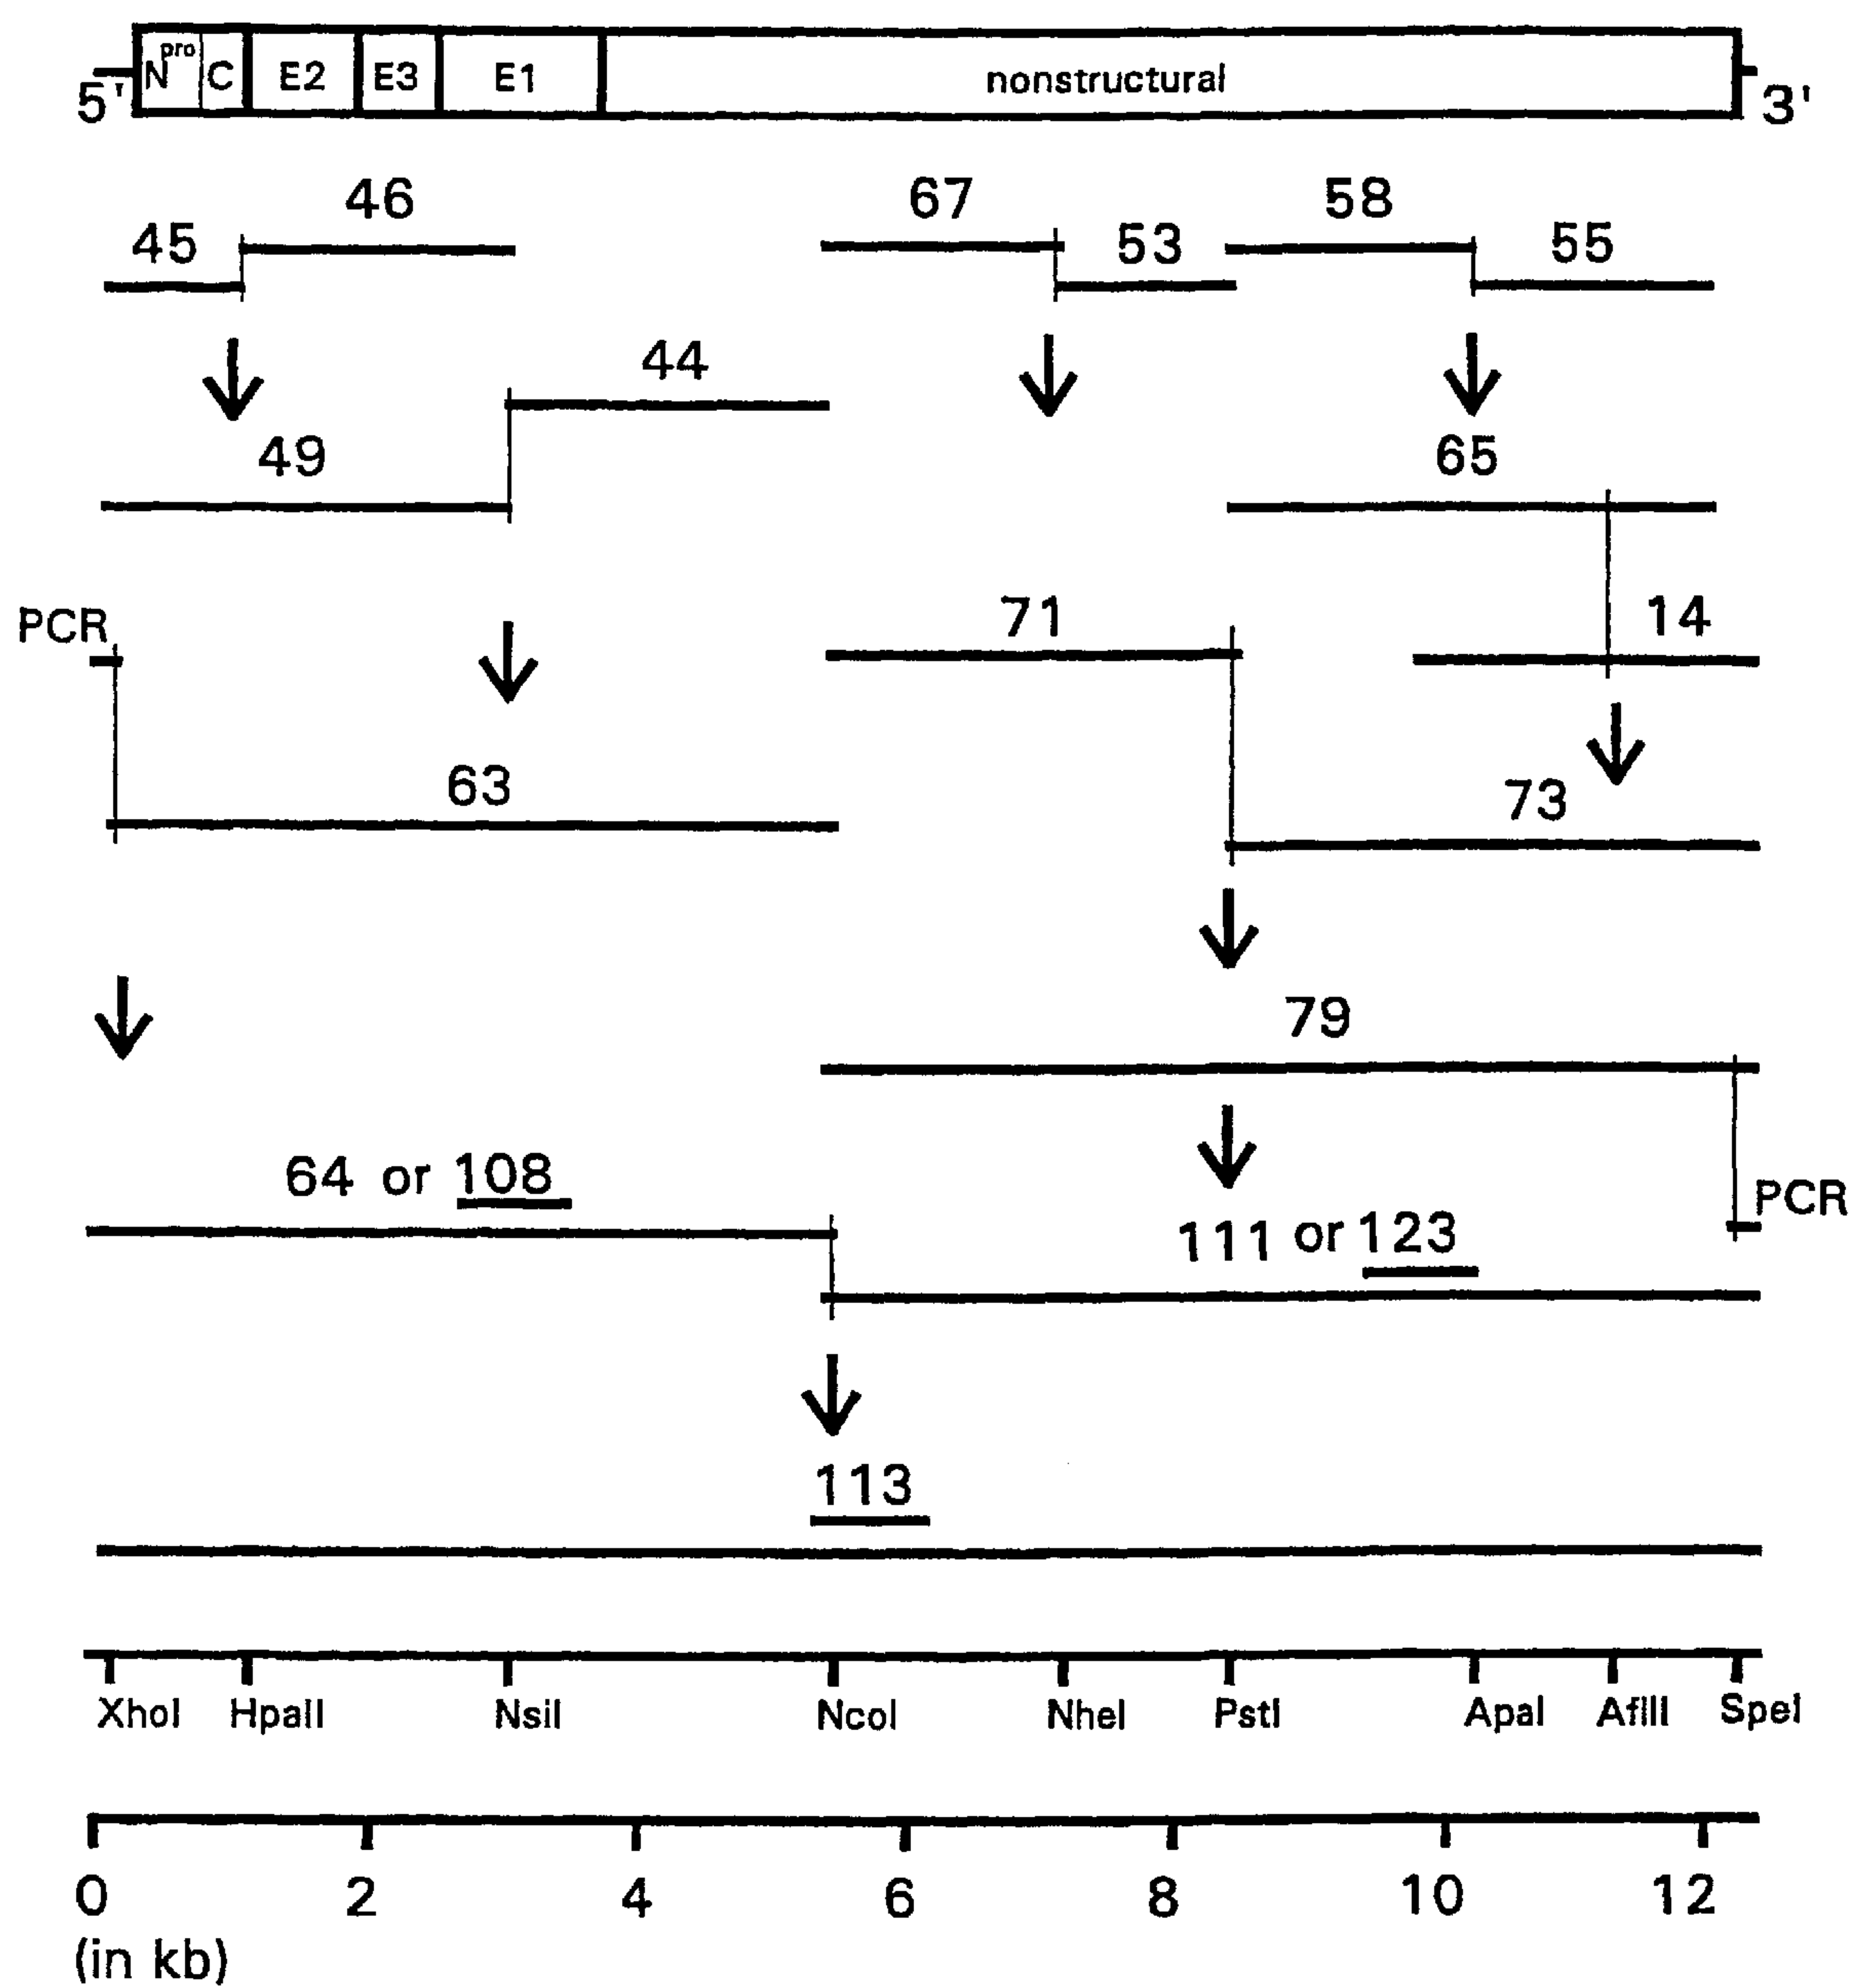 5' N pro C E2 E3 E1 nonstructural 3'
46 67 58
45 53 55
44
49 65
PCR 71 14
63 73
79
64 or 108 PCR
111 or 123
113
XhoI HpaII NsiI NcoI NheI PstI ApaI AflII SpeI
0 2 4 6 8 10 12
(in kb)